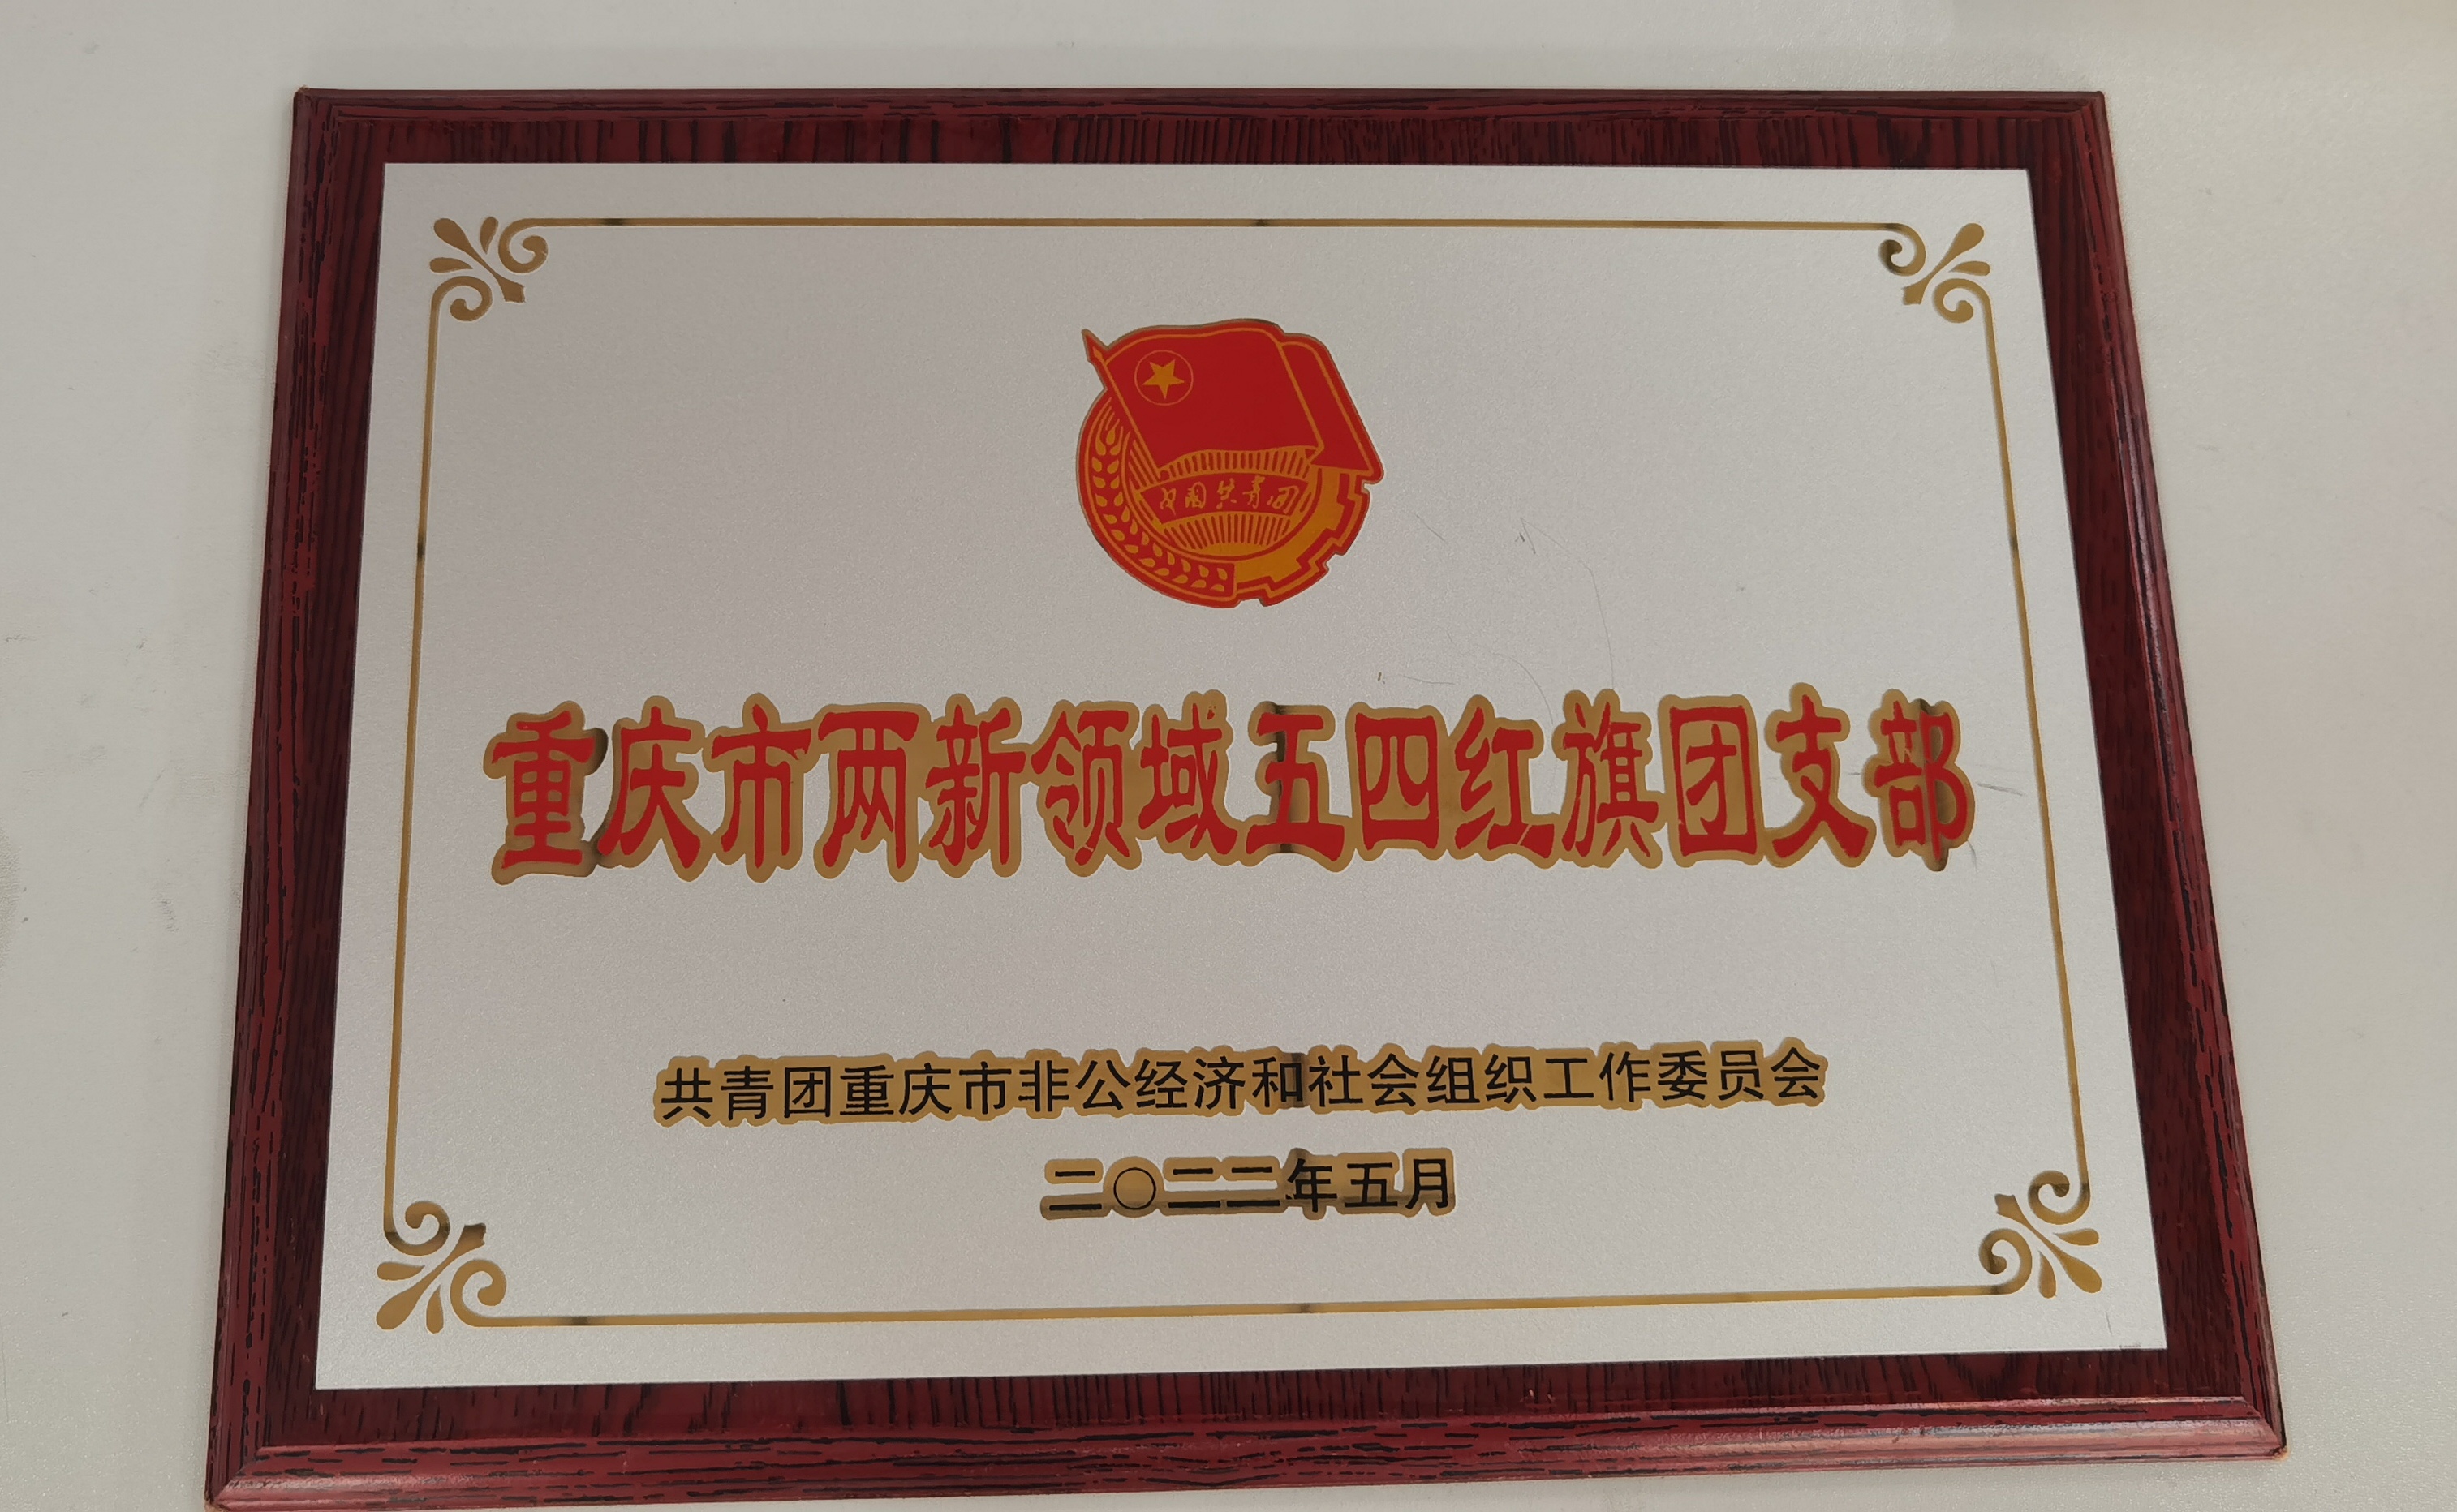 中国共青团
重庆市两新领域五四红旗团支部
共青团重庆市非公经济和社会组织工作委员会
二〇二二年五月